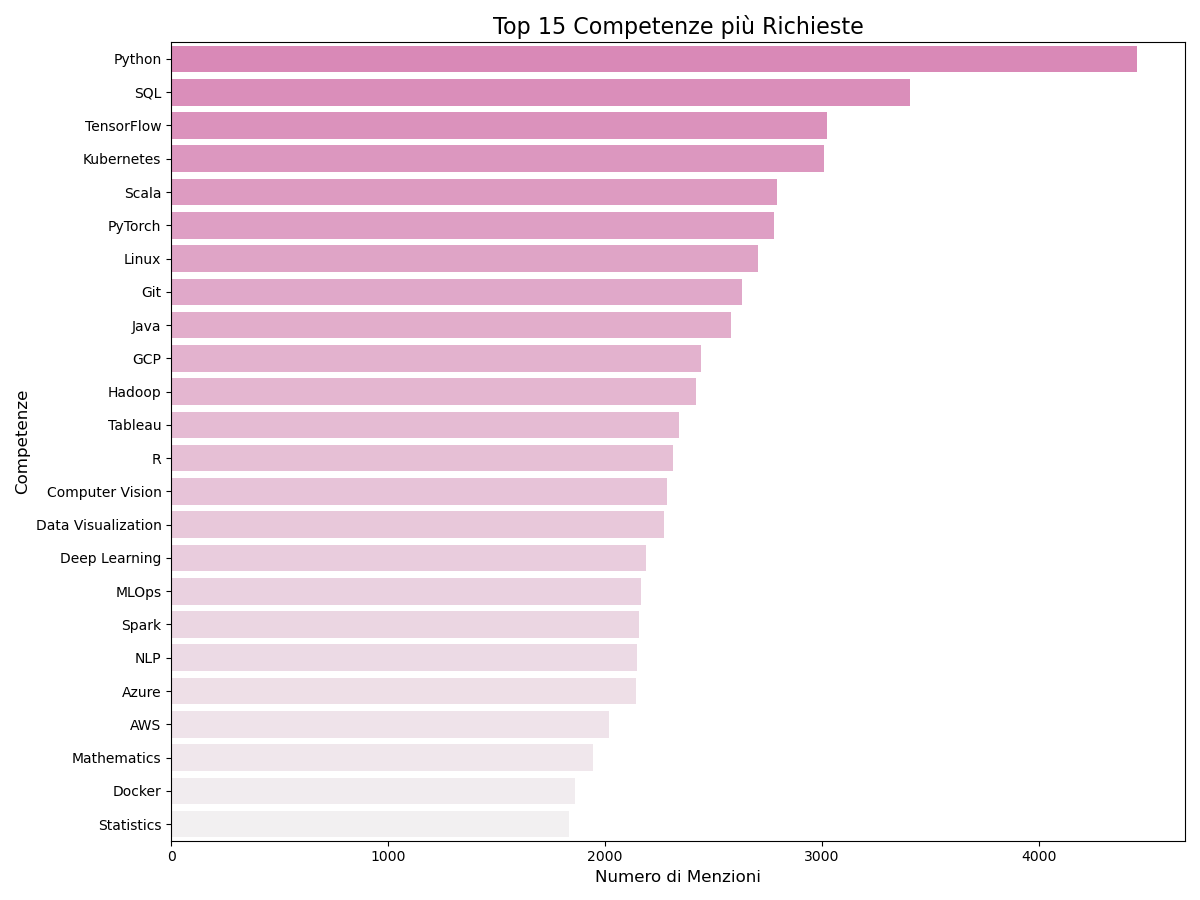 Top 15 Competenze più Richieste
Competenze
Python
SQL
TensorFlow
Kubernetes
Scala
PyTorch
Linux
Git
Java
GCP
Hadoop
Tableau
R
Computer Vision
Data Visualization
Deep Learning
MLOps
Spark
NLP
Azure
AWS
Mathematics
Docker
Statistics
0 1000 2000 3000 4000
Numero di Menzioni